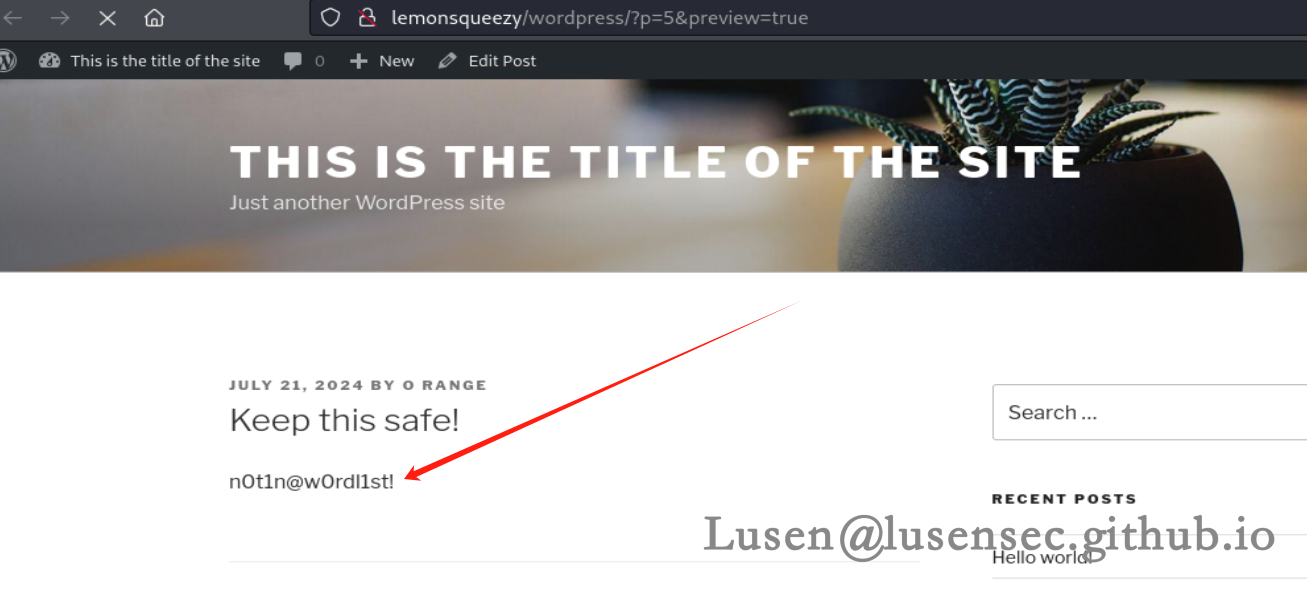 lemonsqueezy/wordpress/?p=5&preview=true
This is the title of the site 0 New Edit Post
THIS IS THE TITLE OF THE SITE
Just another WordPress site
JULY 21, 2024 BY O RANGE
Keep this safe!
n0t1n@w0rdl1st!
Search …
RECENT POSTS
Lusen@lusensec.github.io
Hello world!